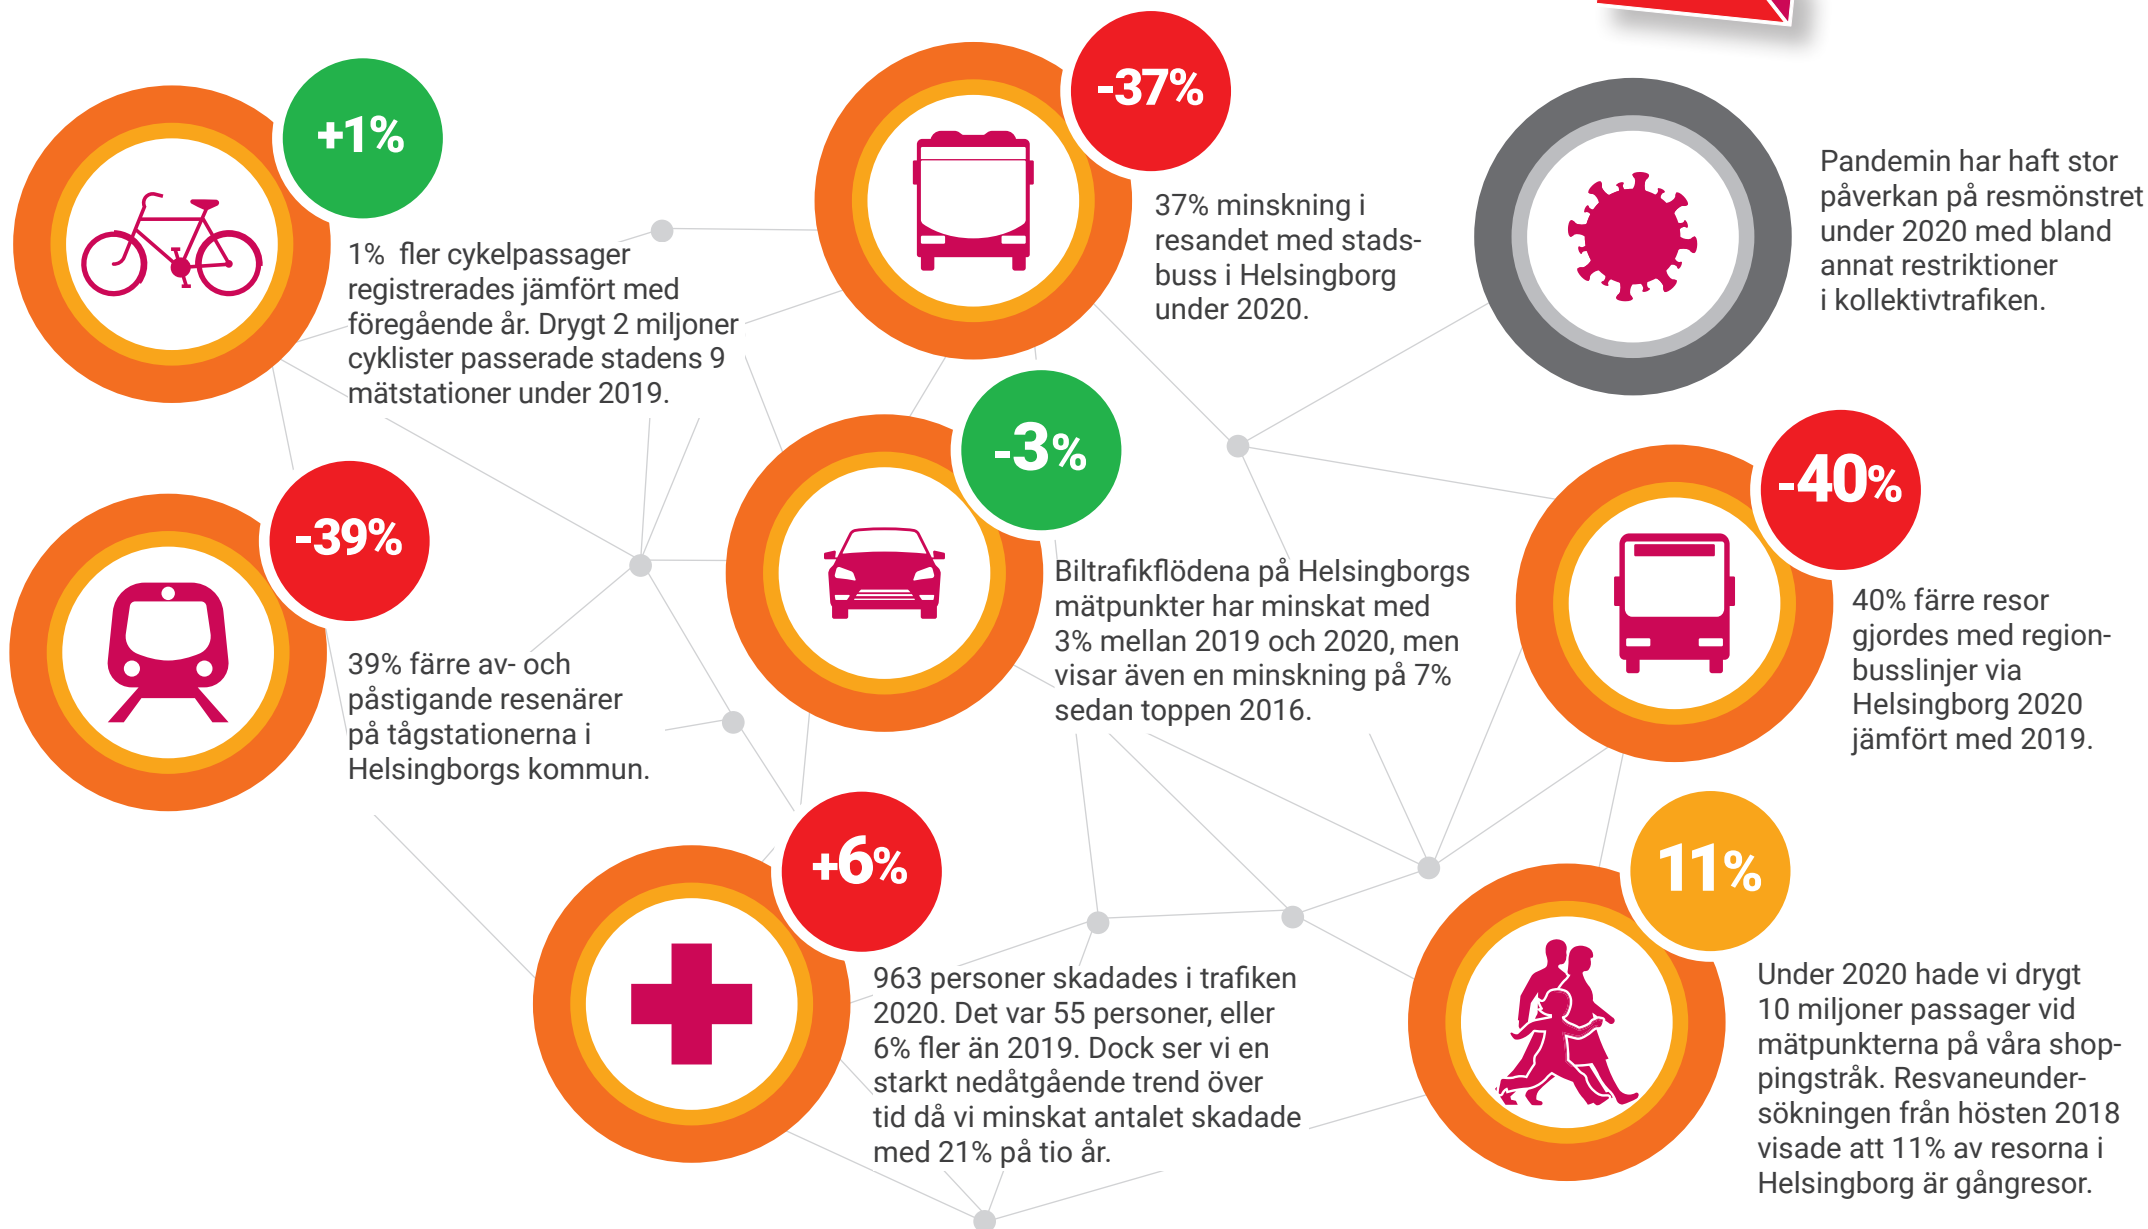 +1%
1%  fler cykelpassager
registrerades jämfört med
föregående år. Drygt 2 miljoner
cyklister passerade stadens 9
mätstationer under 2019.
-37%
37% minskning i
resandet med stads-
buss i Helsingborg
under 2020.
Pandemin har haft stor
påverkan på resmönstret
under 2020 med bland
annat restriktioner
i kollektivtrafiken.
-39%
39% färre av- och
påstigande resenärer
på tågstationerna i
Helsingborgs kommun.
-3%
Biltrafikflödena på Helsingborgs
mätpunkter har minskat med
3% mellan 2019 och 2020, men
visar även en minskning på 7%
sedan toppen 2016.
-40%
40% färre resor
gjordes med region-
busslinjer via
Helsingborg 2020
jämfört med 2019.
+6%
963 personer skadades i trafiken
2020. Det var 55 personer, eller
6% fler än 2019. Dock ser vi en
starkt nedåtgående trend över
tid då vi minskat antalet skadade
med 21% på tio år.
11%
Under 2020 hade vi drygt
10 miljoner passager vid
mätpunkterna på våra shop-
pingstråk. Resvaneunder-
sökningen från hösten 2018
visade att 11% av resorna i
Helsingborg är gångresor.